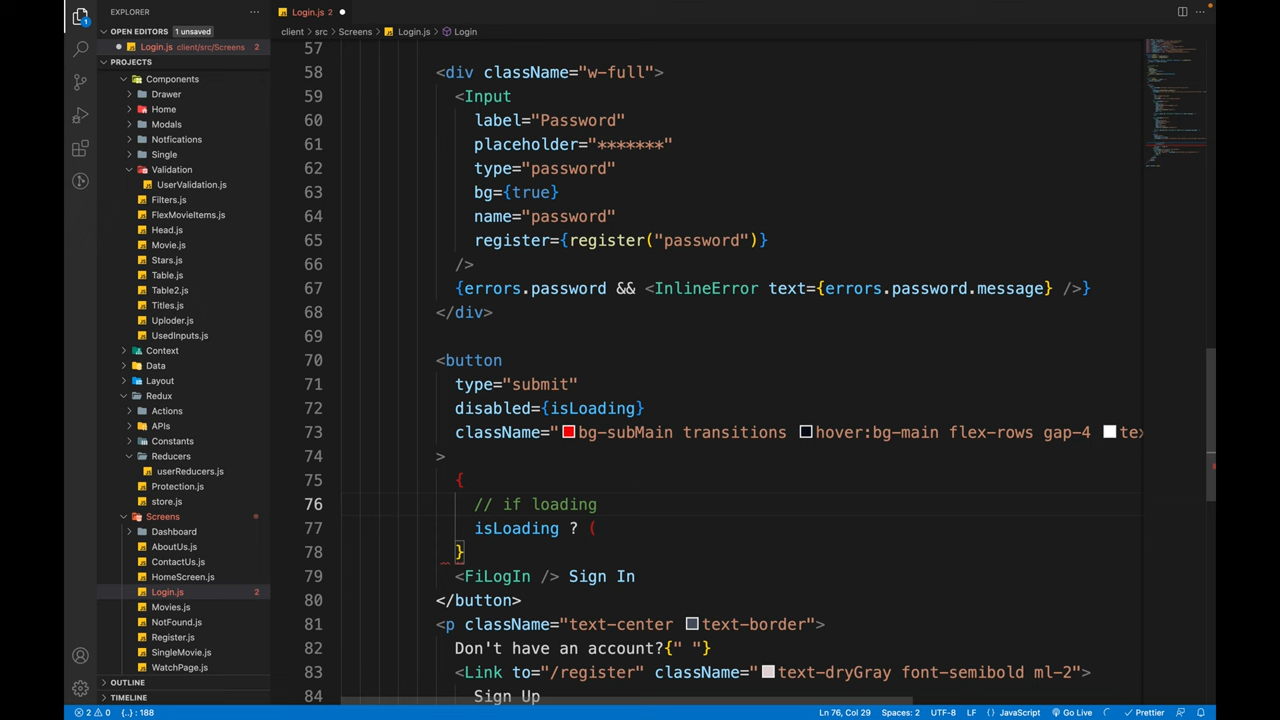 EXPLORER
Login.js 2
OPEN EDITORS 1 unsaved
Login.js client/src/Screens 2
PROJECTS
Components
Drawer
Home
Modals
Notfications
Single
Validation
UserValidation.js
Filters.js
FlexMovieItems.js
Head.js
Movie.js
Stars.js
Table.js
Table2.js
Titles.js
Uploder.js
UsedInputs.js
Context
Data
Layout
Redux
Actions
APIs
Constants
Reducers
userReducers.js
Protection.js
store.js
Screens
Dashboard
AboutUs.js
ContactUs.js
HomeScreen.js
Login.js 2
Movies.js
NotFound.js
Register.js
SingleMovie.js
WatchPage.js
OUTLINE
TIMELINE
client > src > Screens > Login.js > Login
57
58 <div className="w-full">
59 <Input
60 label="Password"
61 placeholder="*******"
62 type="password"
63 bg={true}
64 name="password"
65 register={register("password")}
66 />
67 {errors.password && <InlineError text={errors.password.message} />}
68 </div>
69
70 <button
71 type="submit"
72 disabled={isLoading}
73 className="bg-subMain transitions hover:bg-main flex-rows gap-4 tex
74 >
75 {
76 // if loading
77 isLoading ? (
78 }
79 <FiLogIn /> Sign In
80 </button>
81 <p className="text-center text-border">
82 Don't have an account?{" "}
83 <Link to="/register" className="text-dryGray font-semibold ml-2">
84 Sign Up
2 0 {..} : 188
Ln 76, Col 29 Spaces: 2 UTF-8 LF {} JavaScript Go Live Prettier